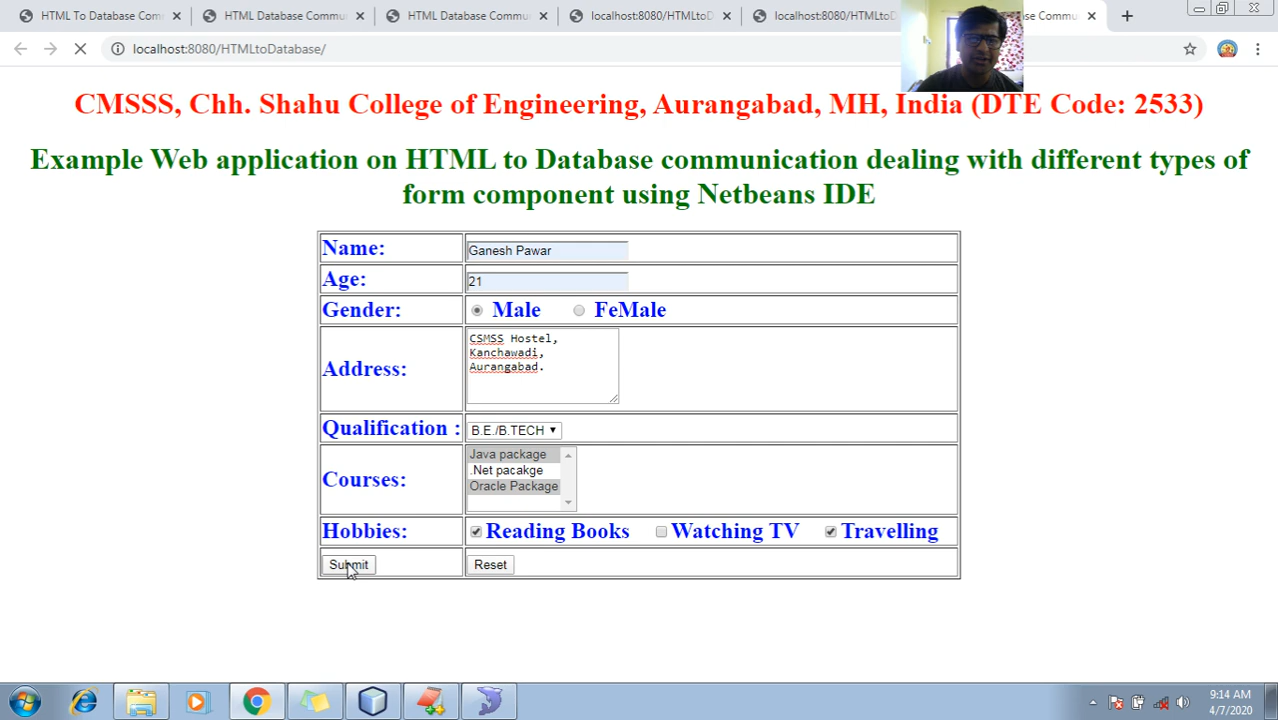 HTML To Database Com
HTML Database Commu
HTML Database Commu
localhost:8080/HTMLtoD
localhost:8080/HTMLtoD
Commu
localhost:8080/HTMLtoDatabase/
CMSSS, Chh. Shahu College of Engineering, Aurangabad, MH, India (DTE Code: 2533)
Example Web application on HTML to Database communication dealing with different types of
form component using Netbeans IDE
Name: Ganesh Pawar
Age: 21
Gender: Male FeMale
Address: CSMSS Hostel,
Kanchawadi,
Aurangabad.
Qualification : B.E./B.TECH
Courses: Java package
.Net pacakge
Oracle Package
Hobbies: Reading Books Watching TV Travelling
Submit Reset
9:14 AM
4/7/2020